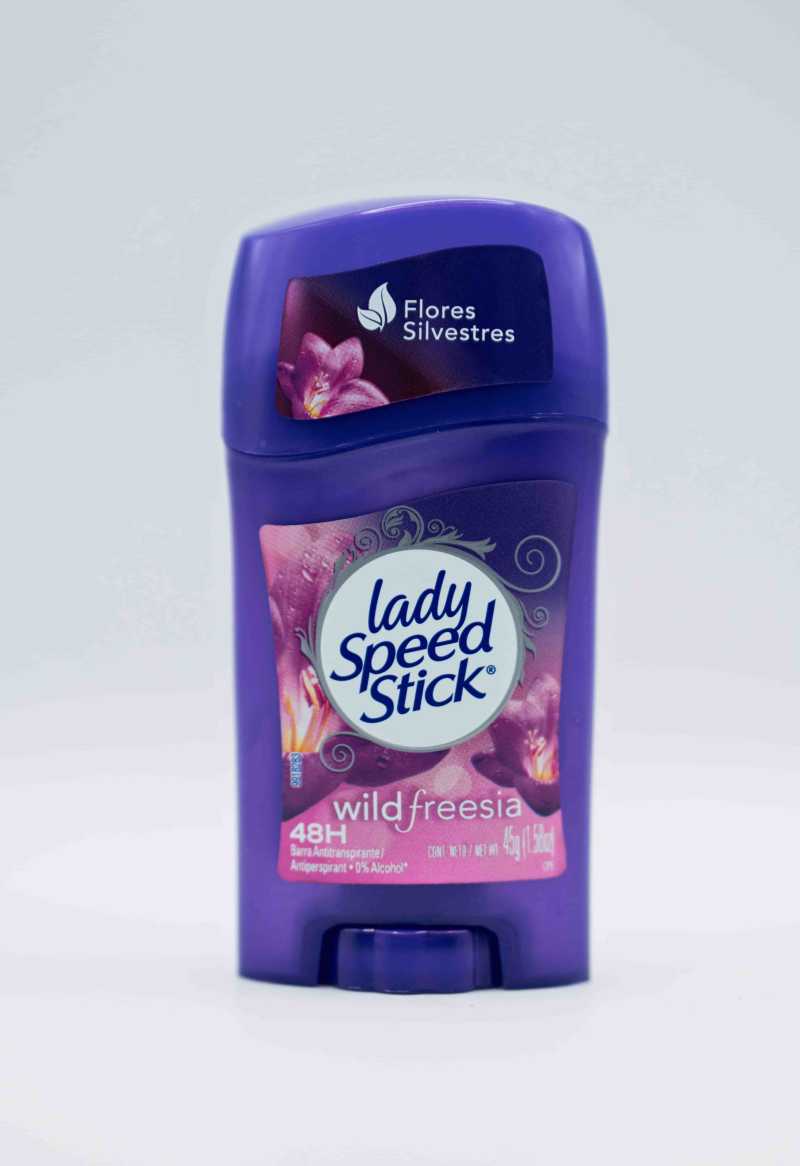 Flores
Silvestres
lady
Speed
Stick®
wild freesia
48H
Barra Antitranspirante/
Antiperspirant • 0% Alcohol*
CONT. NETO / NET WT. 45g (1.58oz)